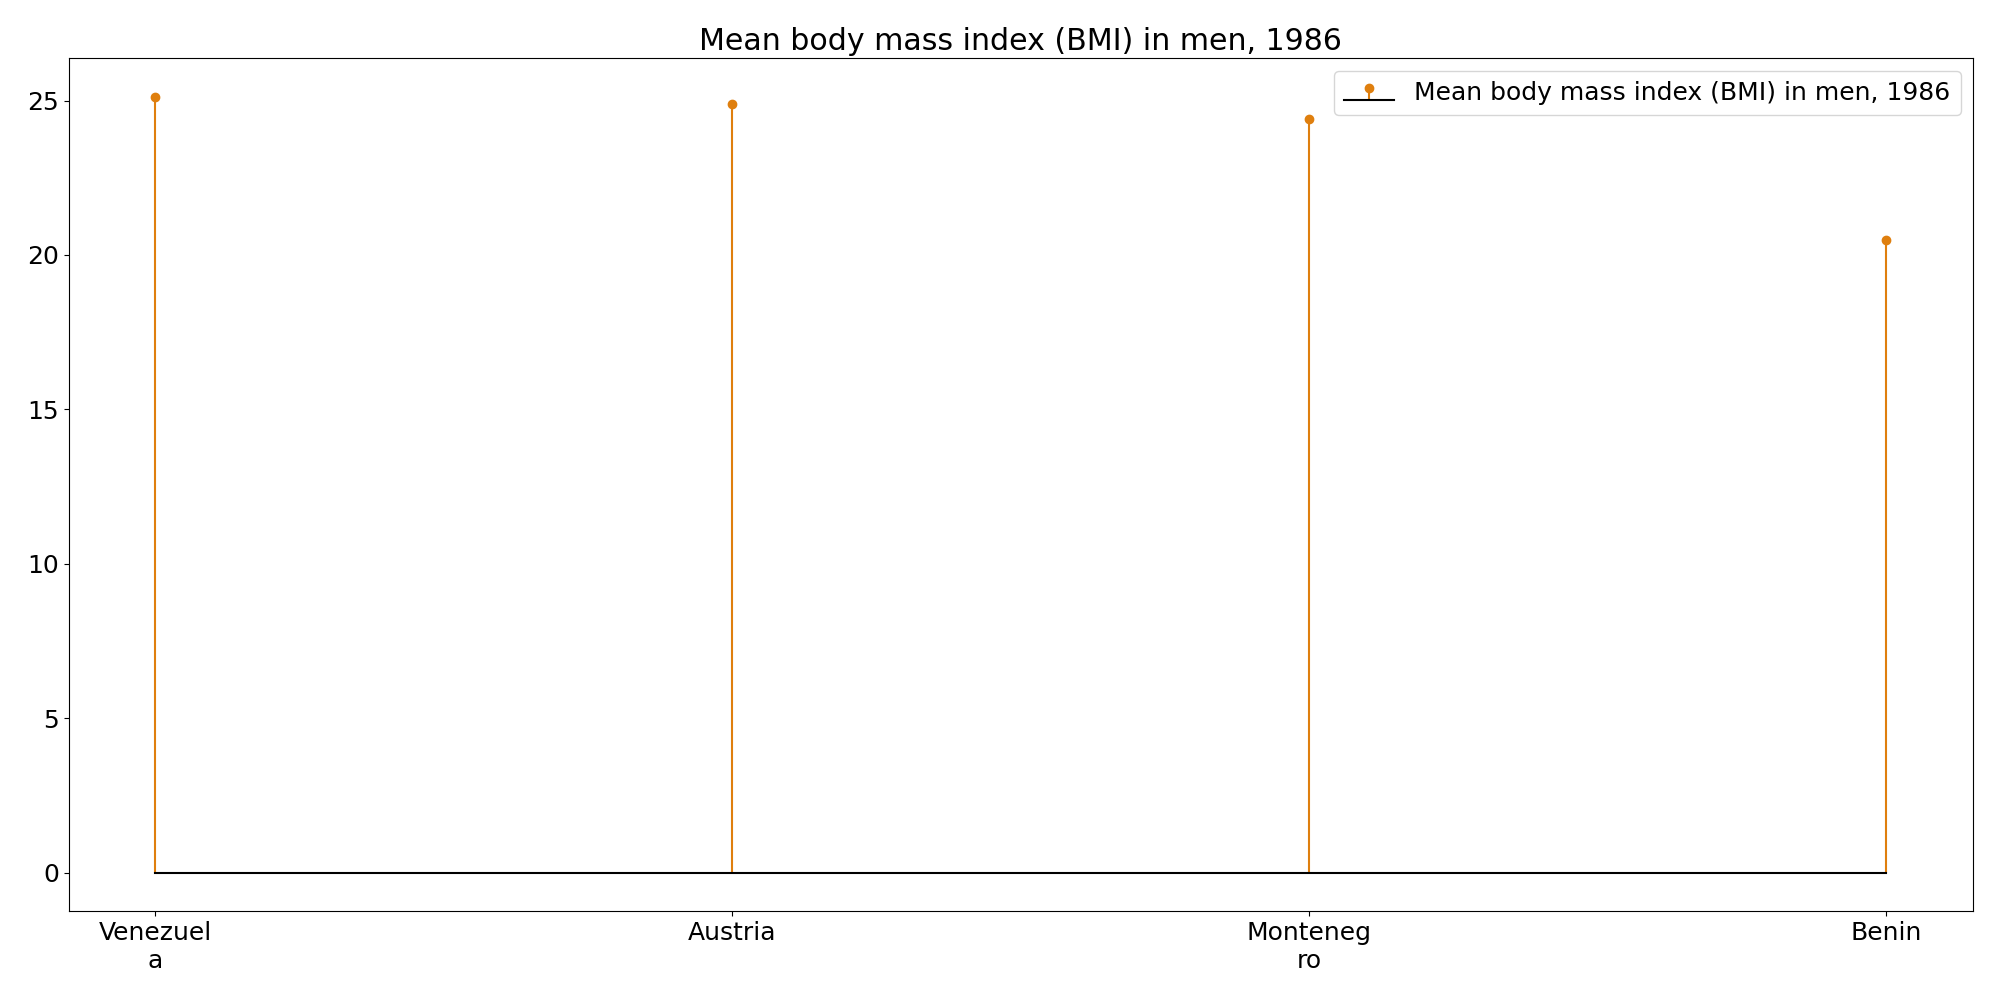 Mean body mass index (BMI) in men, 1986
Mean body mass index (BMI) in men, 1986
25
20
15
10
5
0
Venezuel
a
Austria
Monteneg
ro
Benin